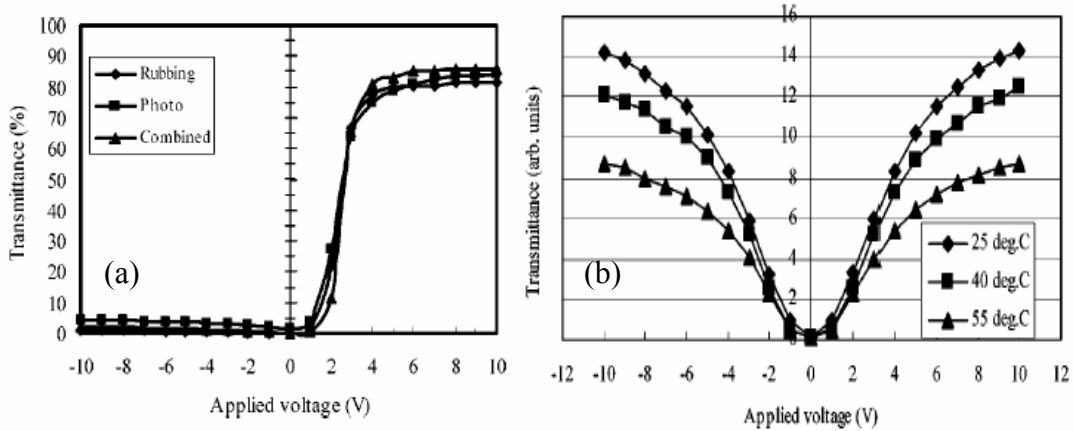 (a)
Transmittance (%)
100
90
80
70
60
50
40
30
20
10
0
Rubbing
Photo
Combined
-10 -8 -6 -4 -2 0 2 4 6 8 10
Applied voltage (V)
(b)
Transmittance (arb. units)
16
14
12
10
8
6
4
2
0
25 deg.C
40 deg.C
55 deg.C
-12 -10 -8 -6 -4 -2 0 2 4 6 8 10 12
Applied voltage (V)